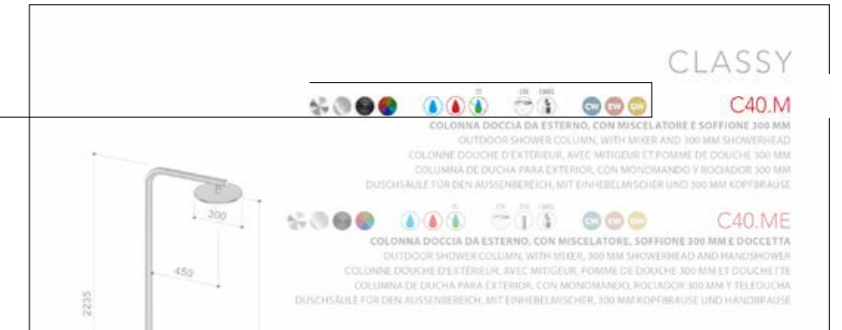 CLASSY
CW EW GW
C40.M
COLONNA DOCCIA DA ESTERNO, CON MISCELATORE E SOFFIONE 300 MM
OUTDOOR SHOWER COLUMN, WITH MIXER AND 300 MM SHOWERHEAD
COLONNE DOUCHE D'EXTÉRIEUR, AVEC MITIGEUR ET POMME DE DOUCHE 300 MM
COLUMNA DE DUCHA PARA EXTERIOR, CON MONOMANDO Y ROCIADOR 300 MM
DUSCHSÄULE FÜR DEN AUSSENBEREICH, MIT EINHEBELMISCHER UND 300 MM KOPFBRAUSE
C40.ME
COLONNA DOCCIA DA ESTERNO, CON MISCELATORE, SOFFIONE 300 MM E DOCCETTA
OUTDOOR SHOWER COLUMN, WITH MIXER, 300 MM SHOWERHEAD AND HANDSHOWER
COLONNE DOUCHE D'EXTÉRIEUR, AVEC MITIGEUR, POMME DE DOUCHE 300 MM ET DOUCHETTE
COLUMNA DE DUCHA PARA EXTERIOR, CON MONOMANDO, ROCIADOR 300 MM Y TELEDUCHA
DUSCHSÄULE FÜR DEN AUSSENBEREICH, MIT EINHEBELMISCHER, 300 MM KOPFBRAUSE UND HANDBRAUSE
300
450
2235